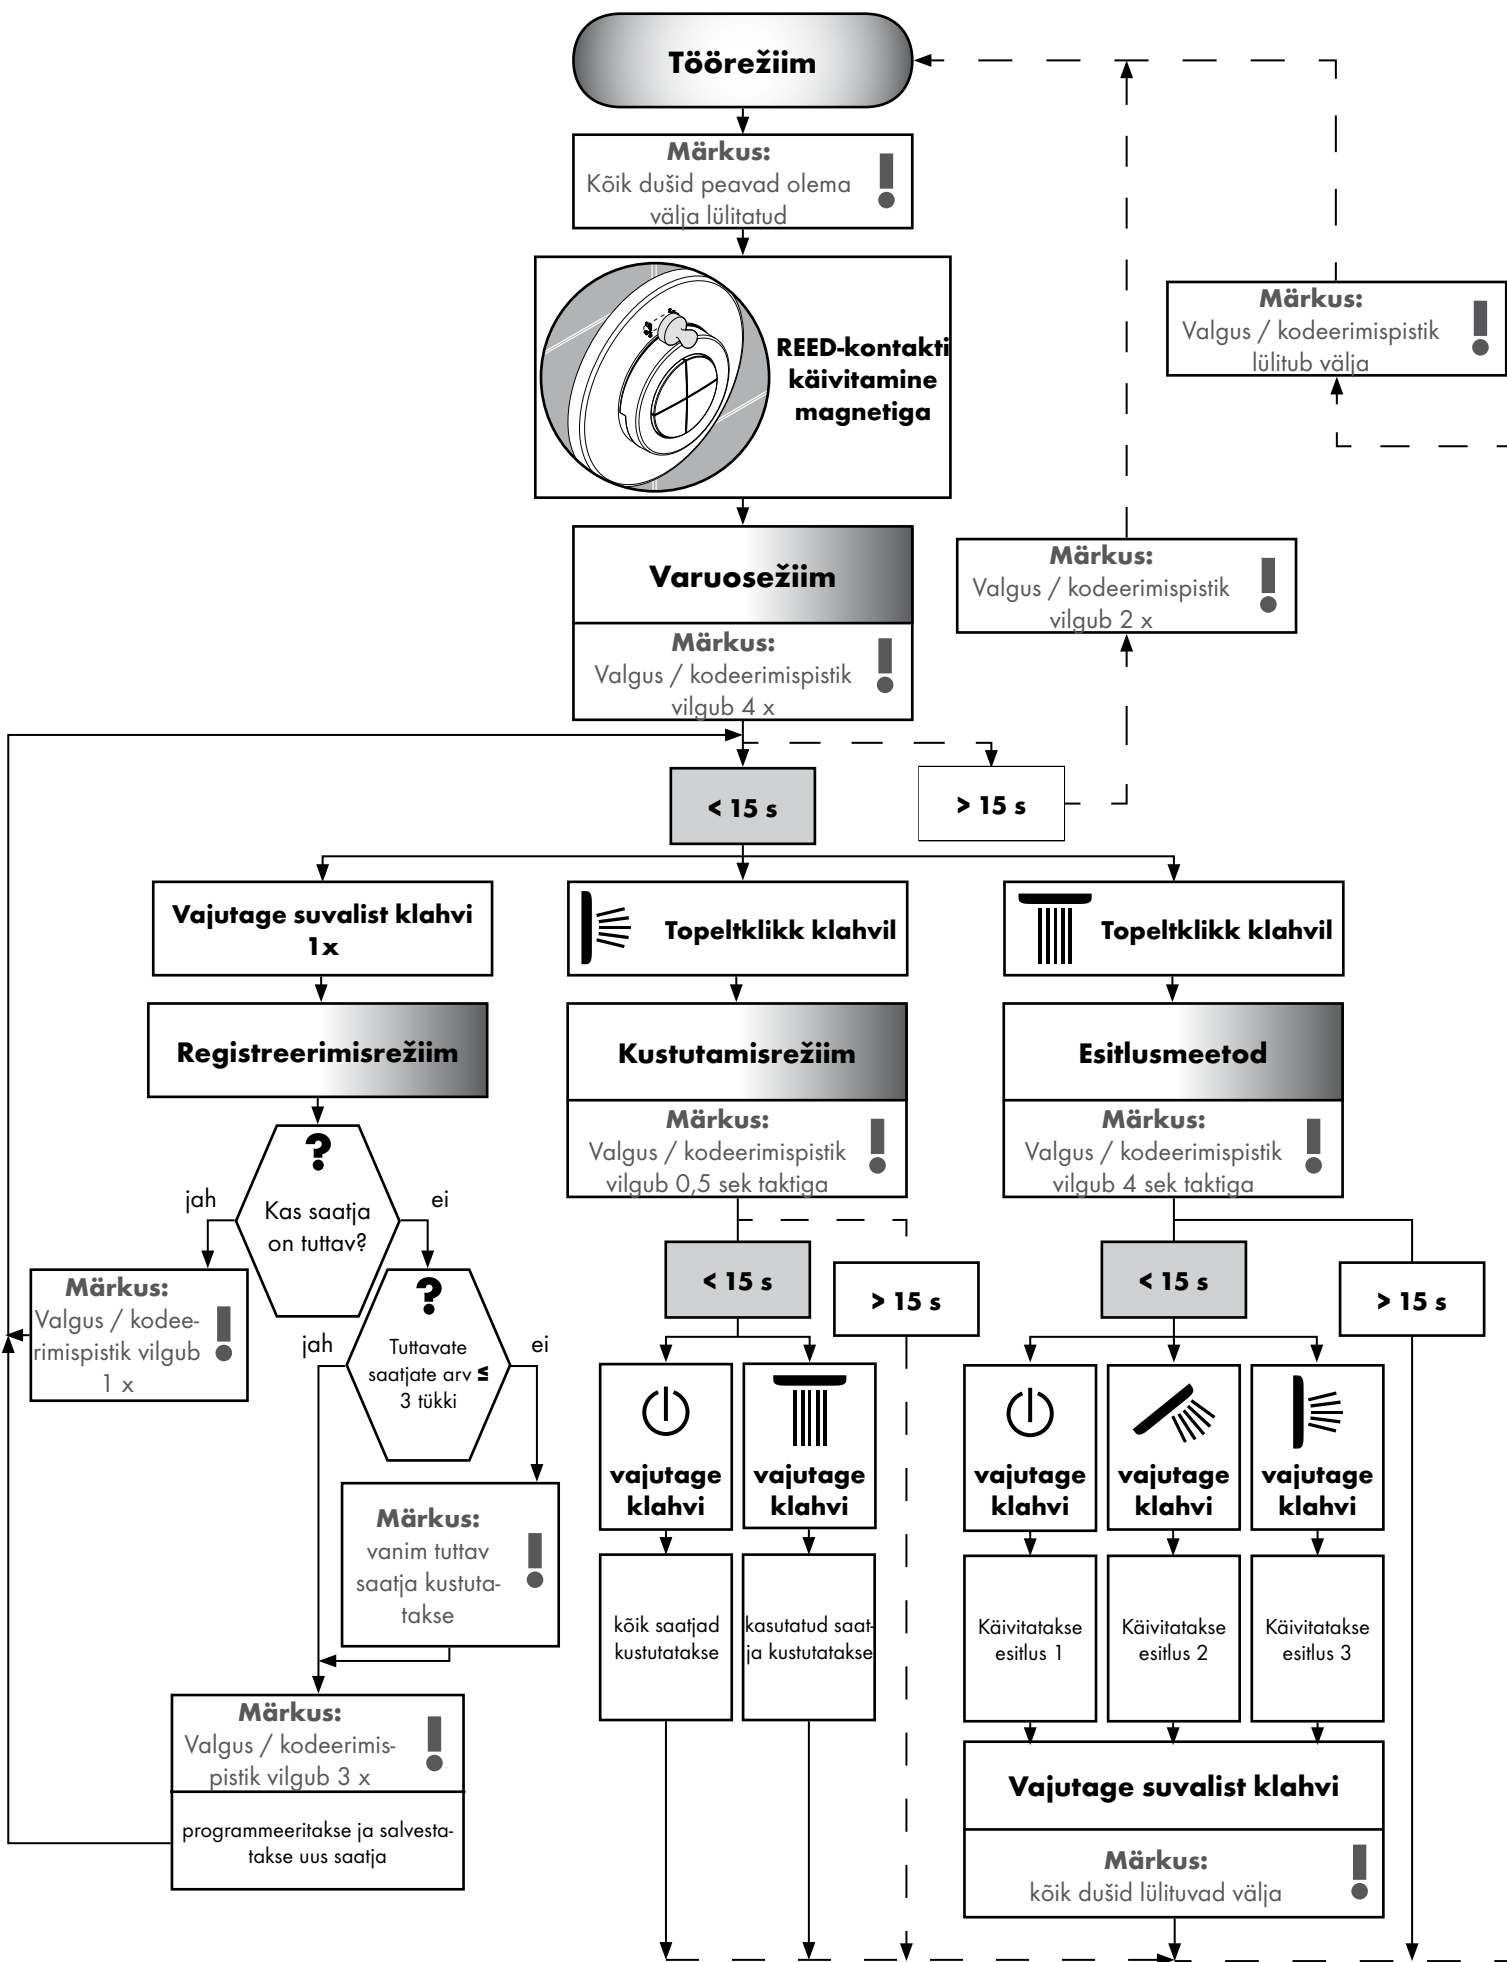 Töörežiim
Märkus:
Kõik dušid peavad olema
välja lülitatud
REED-kontakti
käivitamine
magnetiga
Märkus:
Valgus / kodeerimispistik
lülitub välja
Varuosežiim
Märkus:
Valgus / kodeerimispistik
vilgub 4 x
Märkus:
Valgus / kodeerimispistik
vilgub 2 x
< 15 s
> 15 s
Vajutage suvalist klahvi
1x
Topeltklikk klahvil
Topeltklikk klahvil
Registreerimisrežiim
Kustutamisrežiim
Märkus:
Valgus / kodeerimispistik
vilgub 0,5 sek taktiga
Esitlusmeetod
Märkus:
Valgus / kodeerimispistik
vilgub 4 sek taktiga
?
Kas saatja
on tuttav?
jah
ei
Märkus:
Valgus / kodee-
rimispistik vilgub
1 x
?
Tuttavate
saatjate arv ≤
3 tükki
jah
ei
< 15 s
> 15 s
< 15 s
> 15 s
vajutage
klahvi
vajutage
klahvi
vajutage
klahvi
vajutage
klahvi
vajutage
klahvi
Märkus:
vanim tuttav
saatja kustuta-
takse
kõik saatjad
kustutatakse
kasutatud saat-
ja kustutatakse
Käivitatakse
esitlus 1
Käivitatakse
esitlus 2
Käivitatakse
esitlus 3
Märkus:
Valgus / kodeerimis-
pistik vilgub 3 x
programmeeritakse ja salvesta-
takse uus saatja
Vajutage suvalist klahvi
Märkus:
kõik dušid lülituvad välja